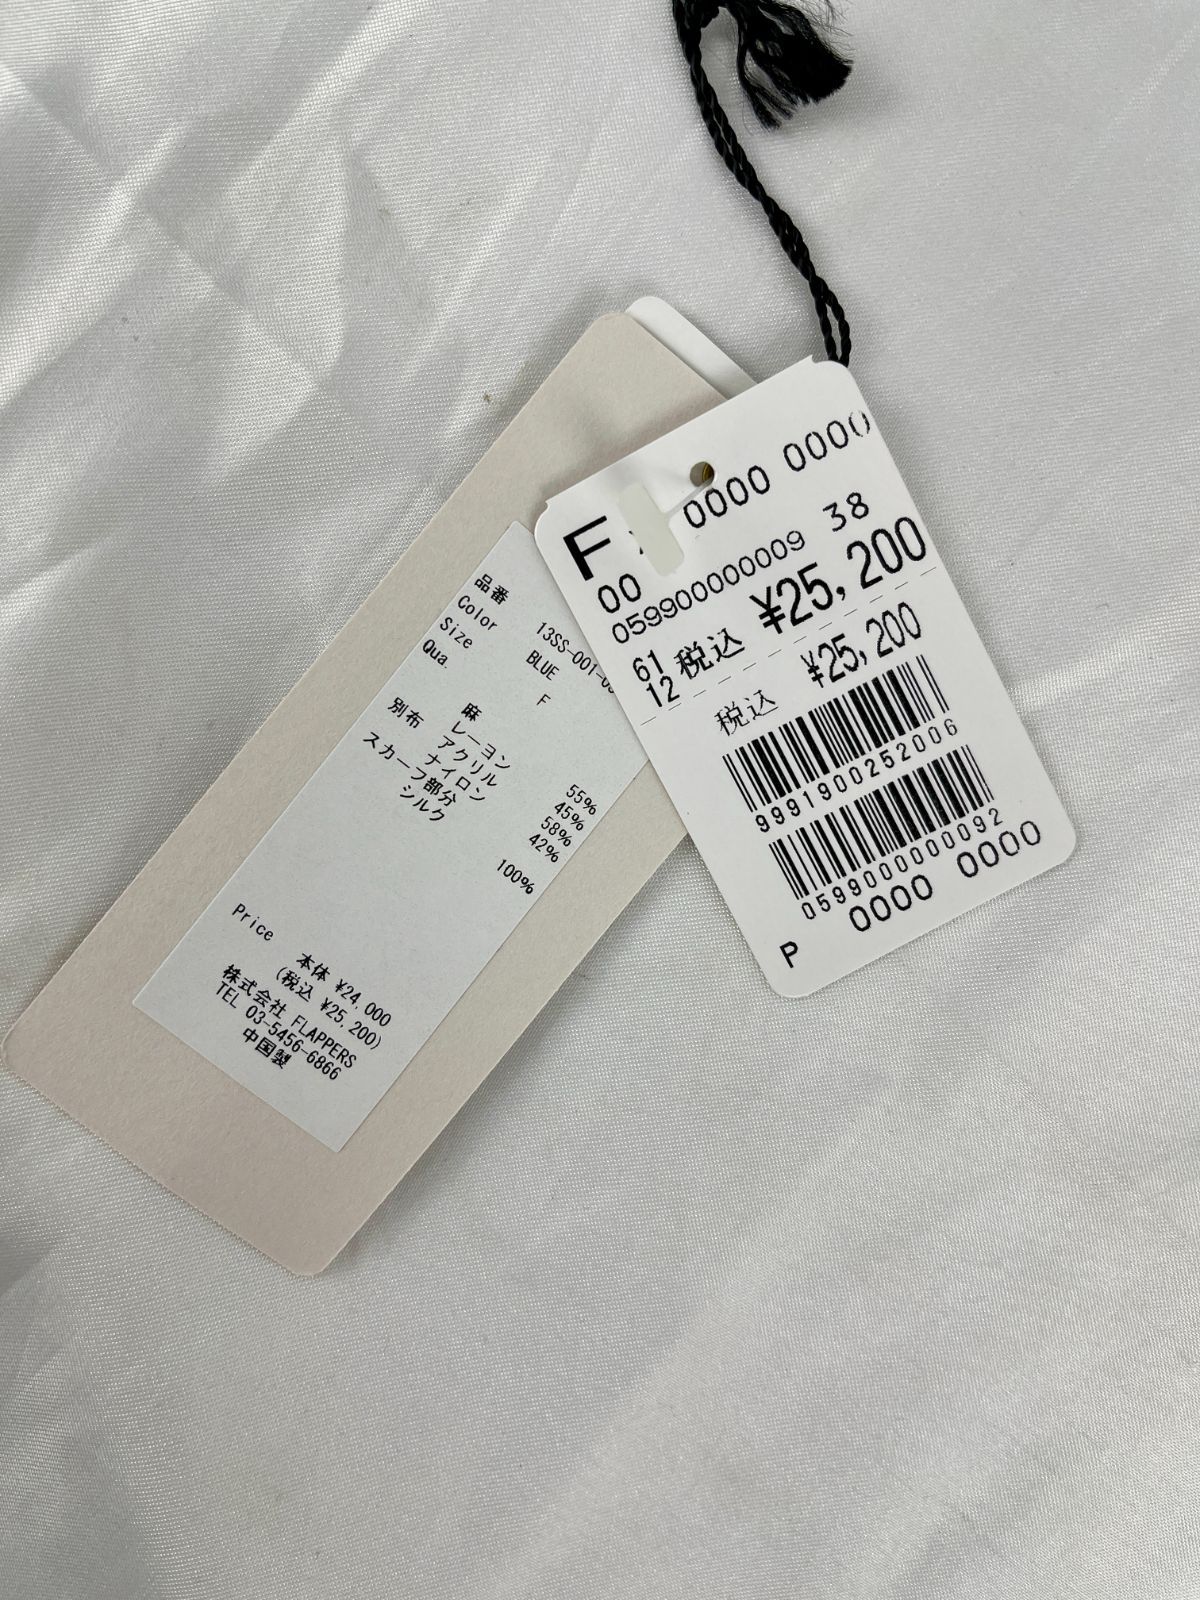 品番 13SS-001-0
Color BLUE
Size F
Qua.
麻 55%
レーヨン 45%
別布 アクリル 58%
ナイロン 42%
スカーフ部分
シルク 100%
Price
本体 ¥24,000
(税込 ¥25,200)
株式会社 FLAPPERS
TEL 03-5456-6866
中国製
F 0000 0000
00
059900000009 38
61
12 税込 ¥25,200
税込 ¥25,200
9991900252006
0599000000092
P 0000 0000